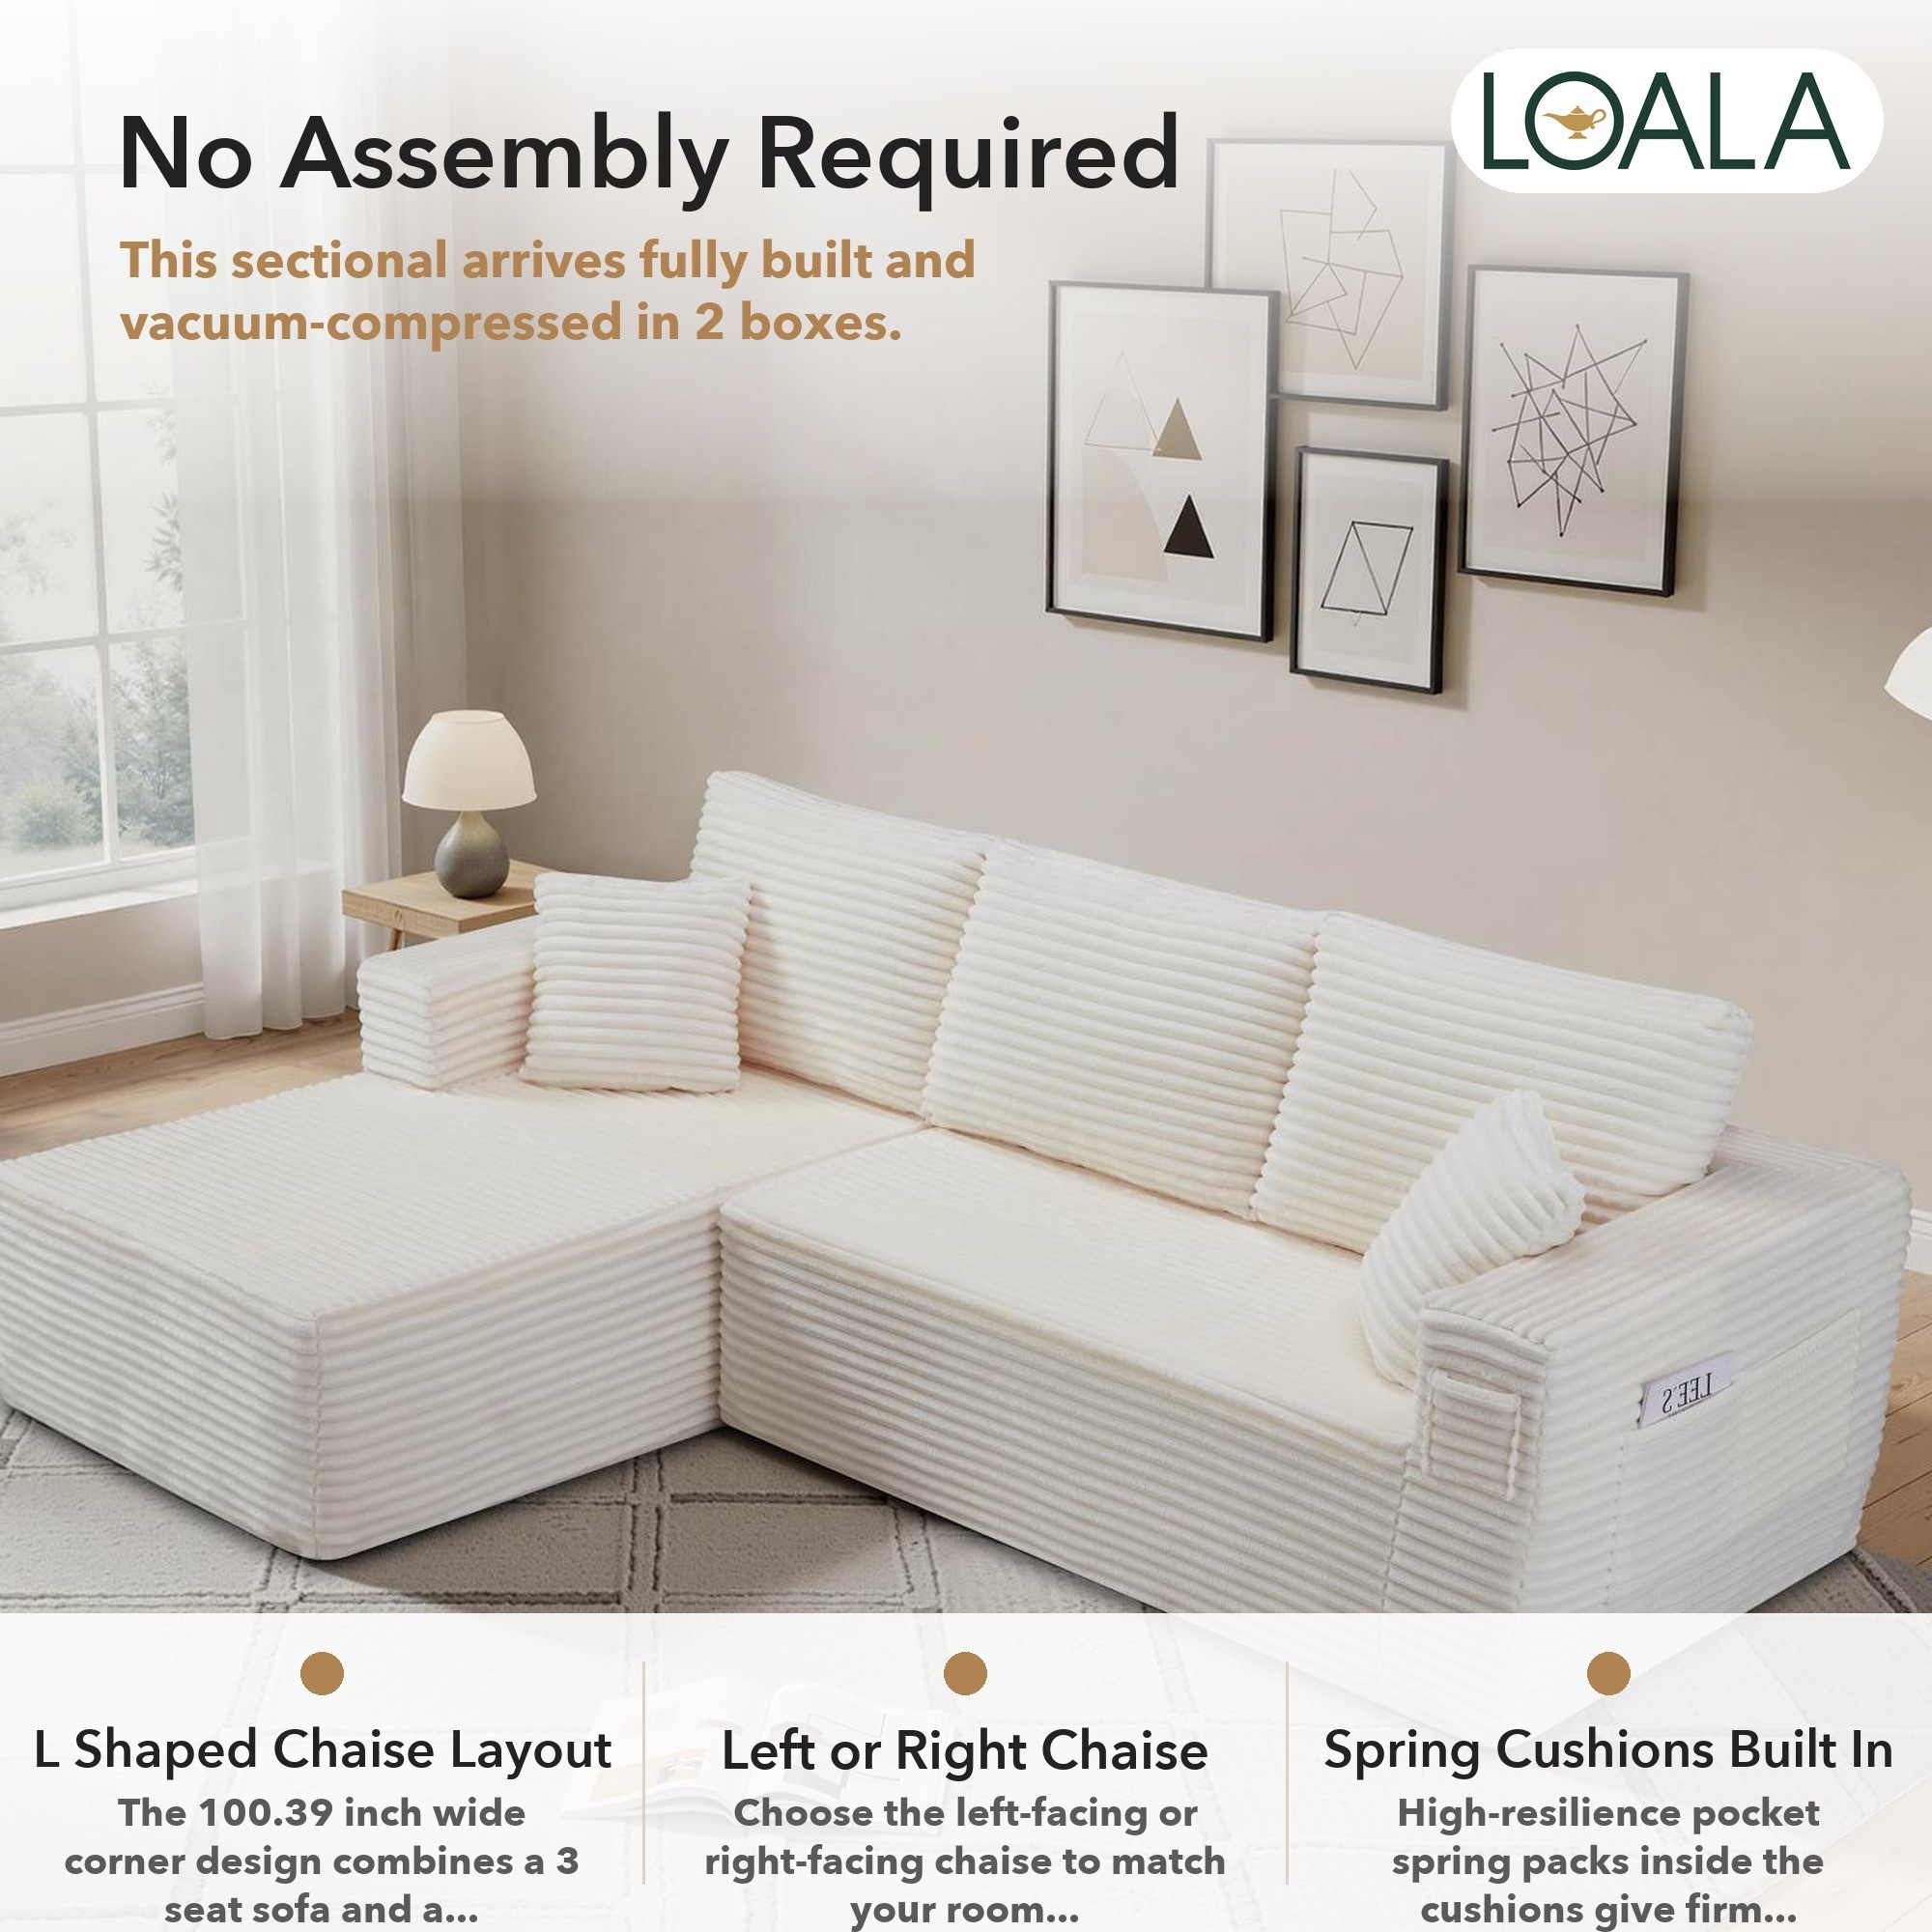 LOALA
No Assembly Required
This sectional arrives fully built and
vacuum-compressed in 2 boxes.
LEE'S
L Shaped Chaise Layout
The 100.39 inch wide
corner design combines a 3
seat sofa and a...
Left or Right Chaise
Choose the left-facing or
right-facing chaise to match
your room...
Spring Cushions Built In
High-resilience pocket
spring packs inside the
cushions give firm...